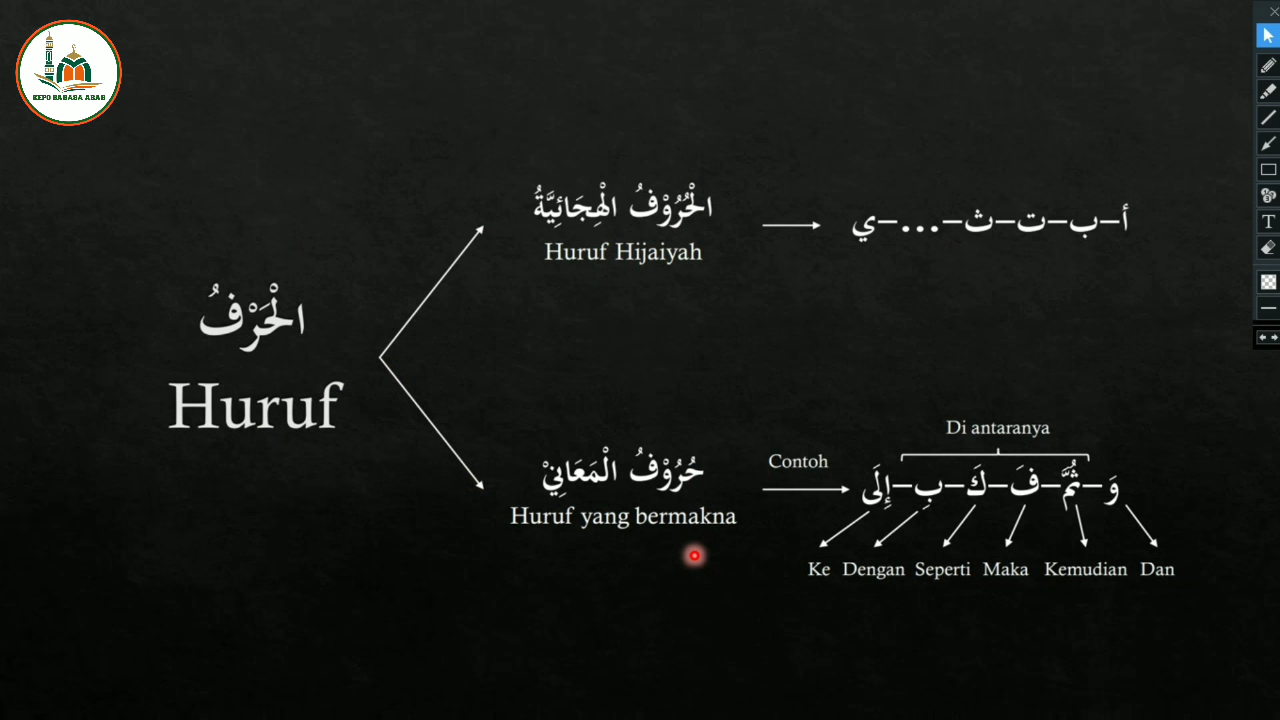 KEPO BAHASA ARAB
الْحَرْفُ
Huruf
الْحُرُوْفُ الْهِجَائِيَّةُ
Huruf Hijaiyah
أ–ب–ت–ث–...–ي
حُرُوْفُ الْمَعَانِيْ
Huruf yang bermakna
Contoh
Di antaranya
وَ–ثُمَّ–فَ–كَ–بِ–إِلَى
Ke Dengan Seperti Maka Kemudian Dan
T